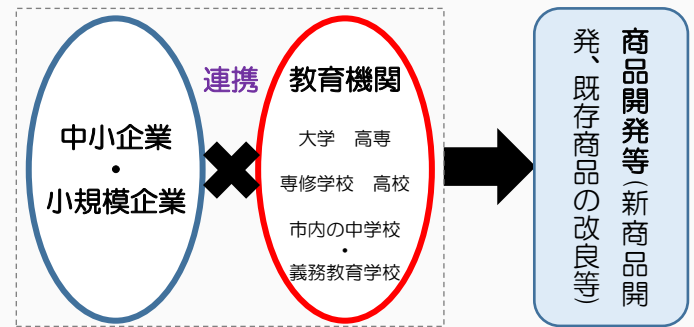 連携
中小企業
・
小規模企業
教育機関
大学　高専
専修学校　高校
市内の中学校
・
義務教育学校
商品開発等(新商品開
発、既存商品の改良等)